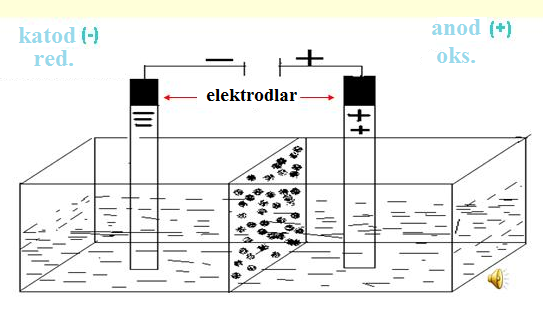 katod (-)
red.
anod (+)
oks.
− +
elektrodlar